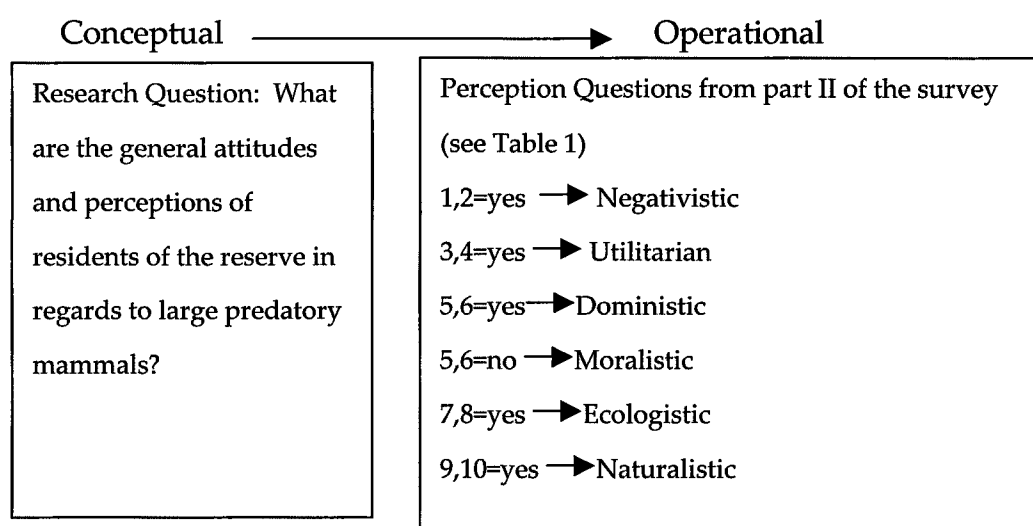 Conceptual Operational
Research Question: What
are the general attitudes
and perceptions of
residents of the reserve in
regards to large predatory
mammals?
Perception Questions from part II of the survey
(see Table 1)
1,2=yes Negativistic
3,4=yes Utilitarian
5,6=yes Doministic
5,6=no Moralistic
7,8=yes Ecologistic
9,10=yes Naturalistic